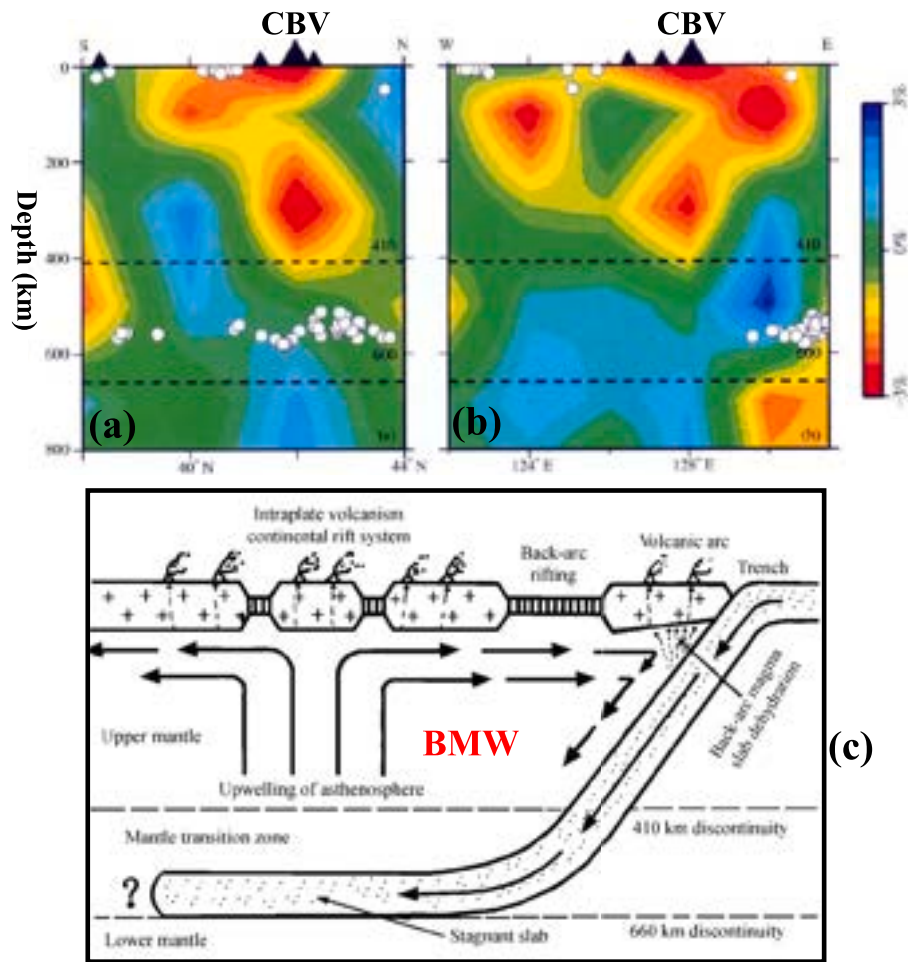 CBV
CBV
S
N
W
E
0
200
400
600
800
Depth (km)
410
660
(a)
(a)
40° N
44° N
410
660
(b)
(b)
124° E
128° E
3%
0%
-3%
Intraplate volcanism
continental rift system
Back-arc
rifting
Volcanic arc
Trench
Back-arc magma
slab dehydration
Upper mantle
BMW
(c)
Upwelling of asthenosphere
Mantle transition zone
410 km discontinuity
?
Stagnant slab
660 km discontinuity
Lower mantle